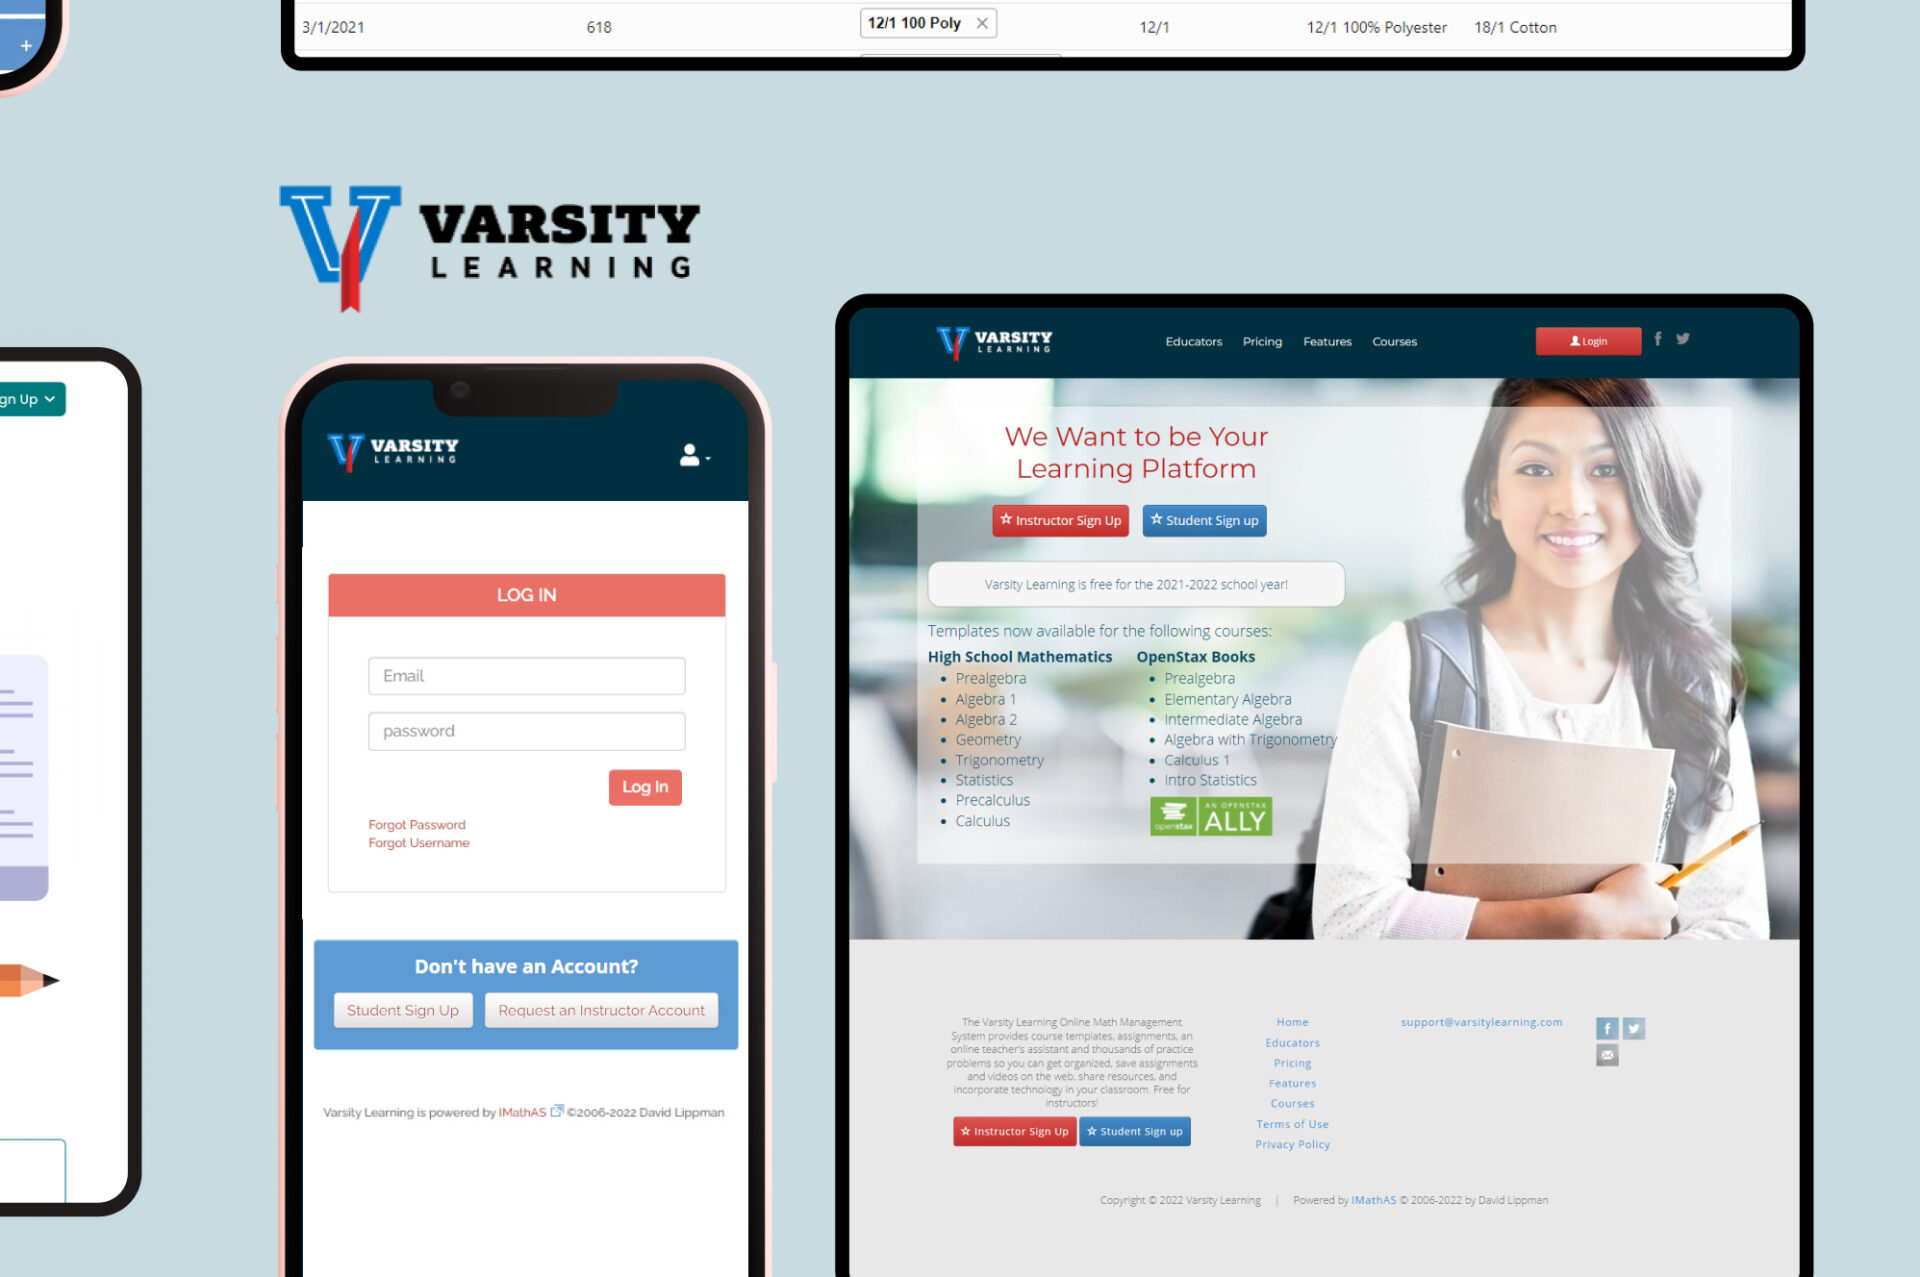 3/1/2021 618 12/1 100 Poly × 12/1 12/1 100% Polyester 18/1 Cotton
VARSITY
LEARNING
gn Up
VARSITY
LEARNING
LOG IN
Email
password
Log In
Forgot Password
Forgot Username
Don't have an Account?
Student Sign Up Request an Instructor Account
Varsity Learning is powered by IMathAS ©2006-2022 David Lippman
VARSITY
LEARNING
Educators Pricing Features Courses Login
We Want to be Your
Learning Platform
Instructor Sign Up Student Sign up
Varsity Learning is free for the 2021-2022 school year!
Templates now available for the following courses:
High School Mathematics
• Prealgebra
• Algebra 1
• Algebra 2
• Geometry
• Trigonometry
• Statistics
• Precalculus
• Calculus
OpenStax Books
• Prealgebra
• Elementary Algebra
• Intermediate Algebra
• Algebra with Trigonometry
• Calculus 1
• Intro Statistics
openstax
AN OPENSTAX
ALLY
The Varsity Learning Online Math Management
System provides course templates, assignments, an
online teacher's assistant and thousands of practice
problems so you can get organized, save assignments
and videos on the web, share resources, and
incorporate technology in your classroom. Free for
instructors!
Instructor Sign Up Student Sign up
Home
Educators
Pricing
Features
Courses
Terms of Use
Privacy Policy
support@varsitylearning.com
Copyright © 2022 Varsity Learning | Powered by IMathAS © 2006-2022 by David Lippman